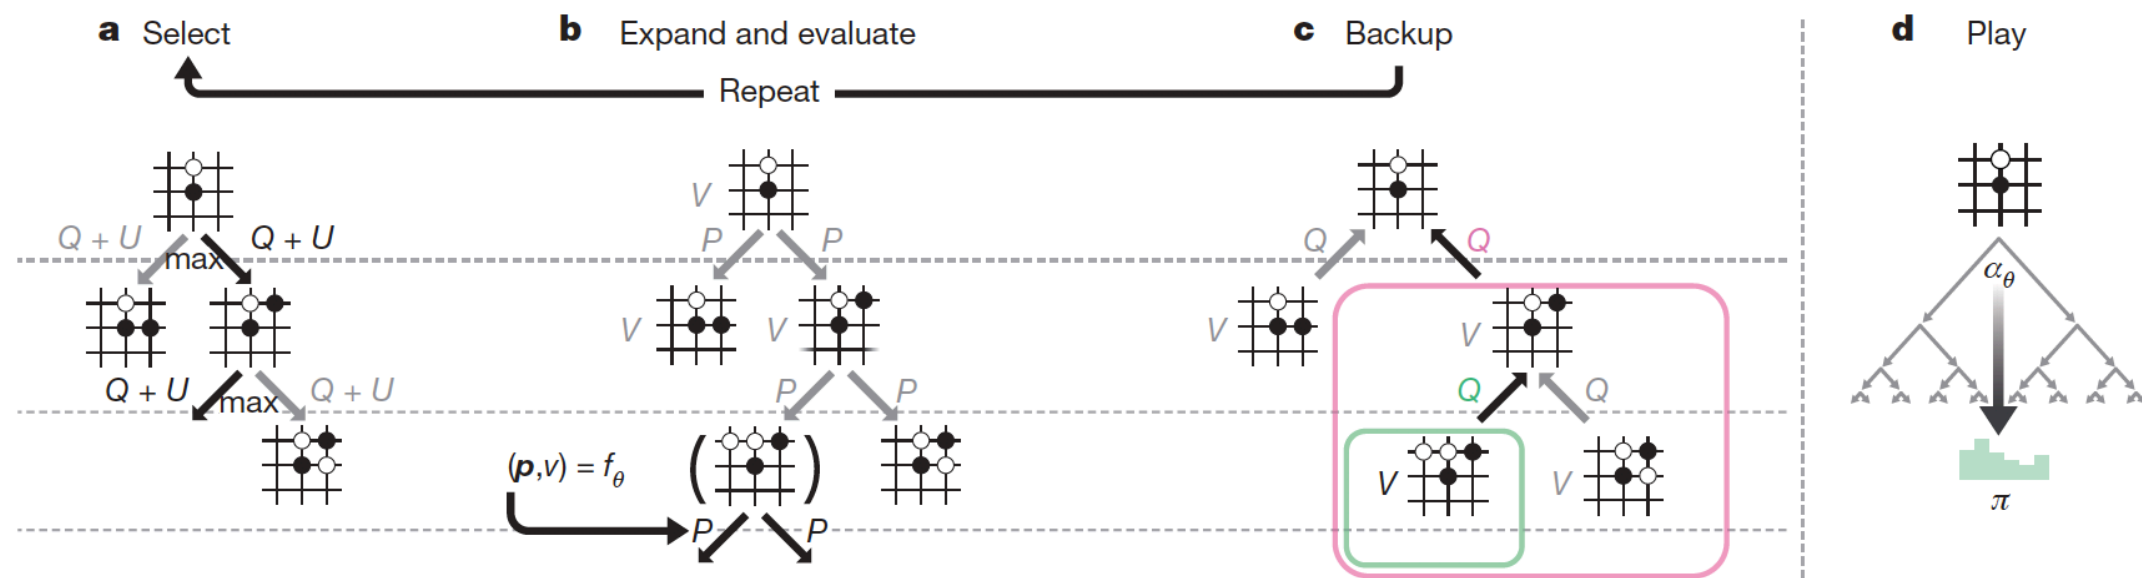 a Select
b Expand and evaluate
c Backup
d Play
Repeat
Q + U
max
Q + U
Q + U
max
Q + U
V
P
P
V
V
P
P
(p,v) = fθ
( )
P
P
Q
Q
V
V
Q
Q
V
V
αθ
π